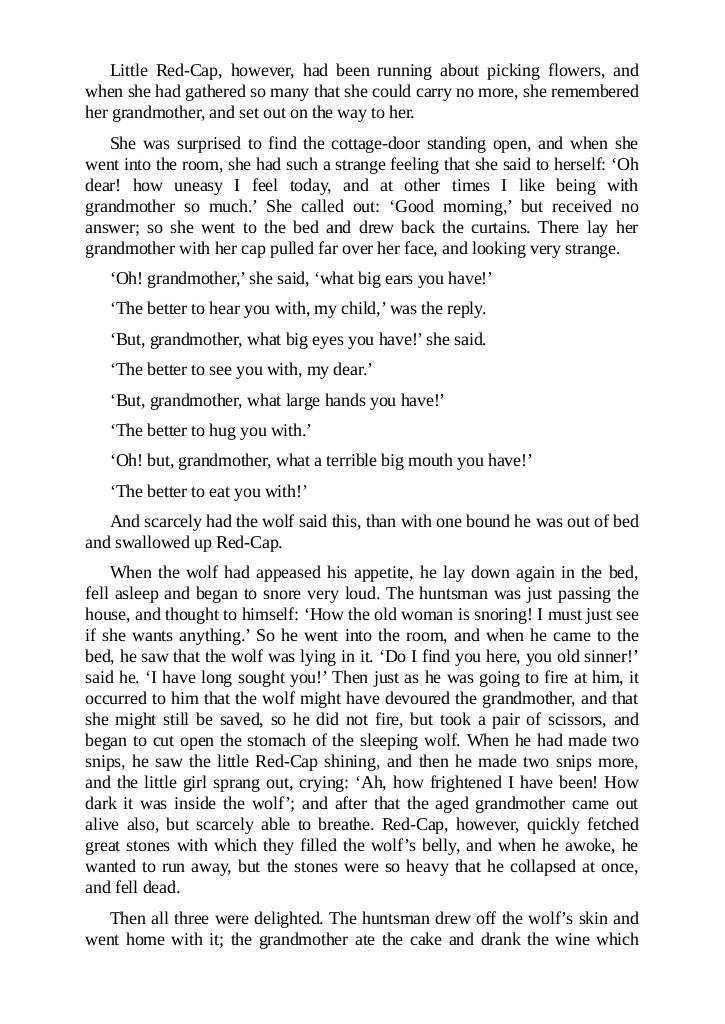 Little Red-Cap, however, had been running about picking flowers, and
when she had gathered so many that she could carry no more, she remembered
her grandmother, and set out on the way to her.
She was surprised to find the cottage-door standing open, and when she
went into the room, she had such a strange feeling that she said to herself: ‘Oh
dear! how uneasy I feel today, and at other times I like being with
grandmother so much.’ She called out: ‘Good morning,’ but received no
answer; so she went to the bed and drew back the curtains. There lay her
grandmother with her cap pulled far over her face, and looking very strange.
‘Oh! grandmother,’ she said, ‘what big ears you have!’
‘The better to hear you with, my child,’ was the reply.
‘But, grandmother, what big eyes you have!’ she said.
‘The better to see you with, my dear.’
‘But, grandmother, what large hands you have!’
‘The better to hug you with.’
‘Oh! but, grandmother, what a terrible big mouth you have!’
‘The better to eat you with!’
And scarcely had the wolf said this, than with one bound he was out of bed
and swallowed up Red-Cap.
When the wolf had appeased his appetite, he lay down again in the bed,
fell asleep and began to snore very loud. The huntsman was just passing the
house, and thought to himself: ‘How the old woman is snoring! I must just see
if she wants anything.’ So he went into the room, and when he came to the
bed, he saw that the wolf was lying in it. ‘Do I find you here, you old sinner!’
said he. ‘I have long sought you!’ Then just as he was going to fire at him, it
occurred to him that the wolf might have devoured the grandmother, and that
she might still be saved, so he did not fire, but took a pair of scissors, and
began to cut open the stomach of the sleeping wolf. When he had made two
snips, he saw the little Red-Cap shining, and then he made two snips more,
and the little girl sprang out, crying: ‘Ah, how frightened I have been! How
dark it was inside the wolf’; and after that the aged grandmother came out
alive also, but scarcely able to breathe. Red-Cap, however, quickly fetched
great stones with which they filled the wolf’s belly, and when he awoke, he
wanted to run away, but the stones were so heavy that he collapsed at once,
and fell dead.
Then all three were delighted. The huntsman drew off the wolf’s skin and
went home with it; the grandmother ate the cake and drank the wine which